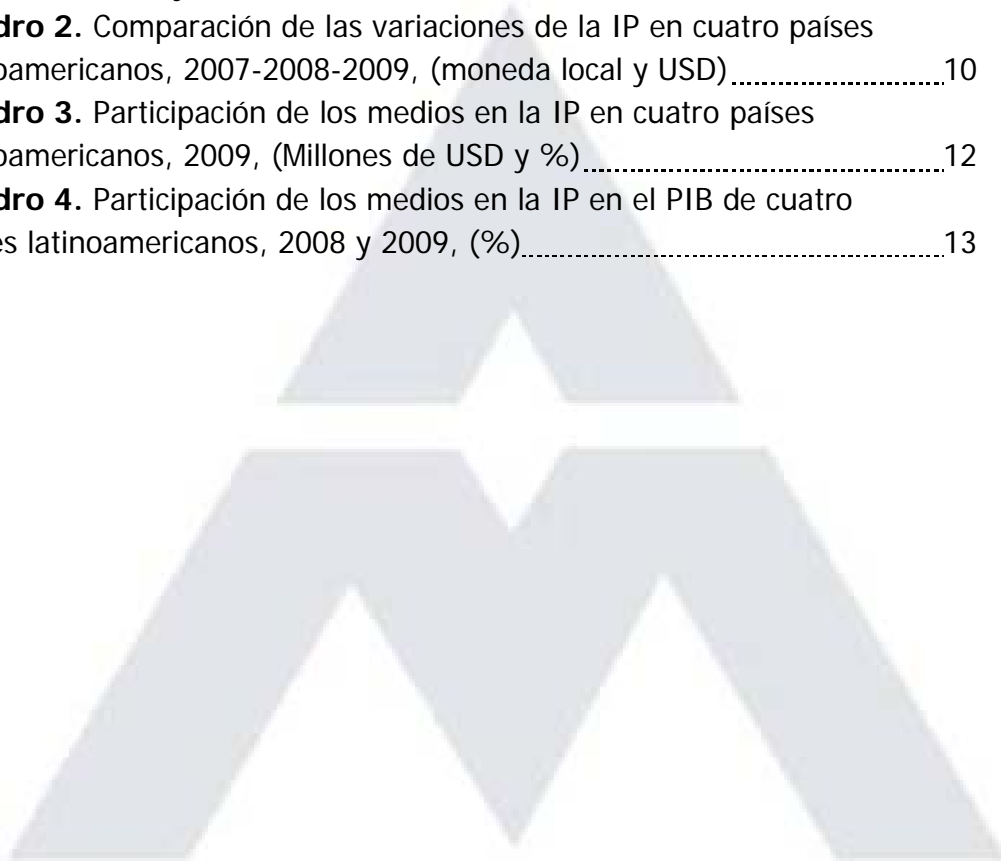 dro 2. Comparación de las variaciones de la IP en cuatro países
oamericanos, 2007-2008-2009, (moneda local y USD) 10
dro 3. Participación de los medios en la IP en cuatro países
oamericanos, 2009, (Millones de USD y %) 12
dro 4. Participación de los medios en la IP en el PIB de cuatro
es latinoamericanos, 2008 y 2009, (%) 13